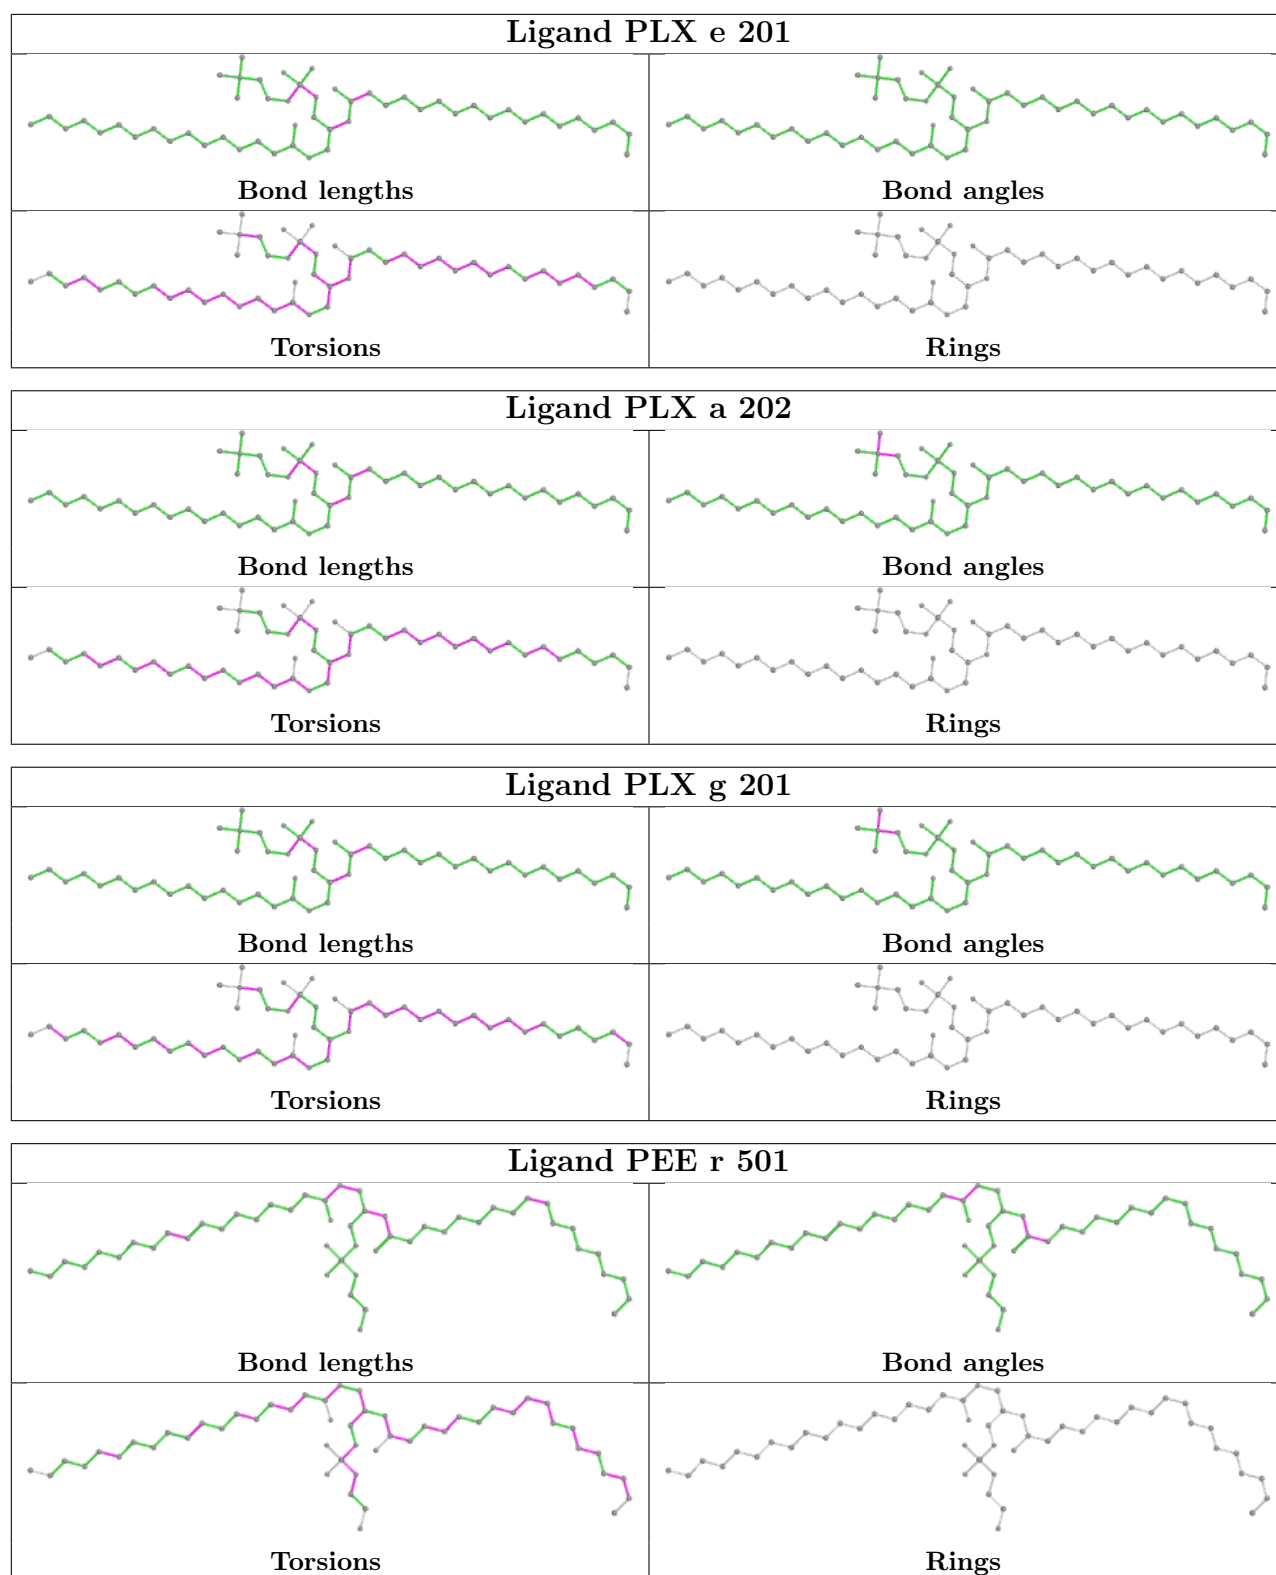 Ligand PLX e 201
Bond lengths
Bond angles
Torsions
Rings
Ligand PLX a 202
Bond lengths
Bond angles
Torsions
Rings
Ligand PLX g 201
Bond lengths
Bond angles
Torsions
Rings
Ligand PEE r 501
Bond lengths
Bond angles
Torsions
Rings